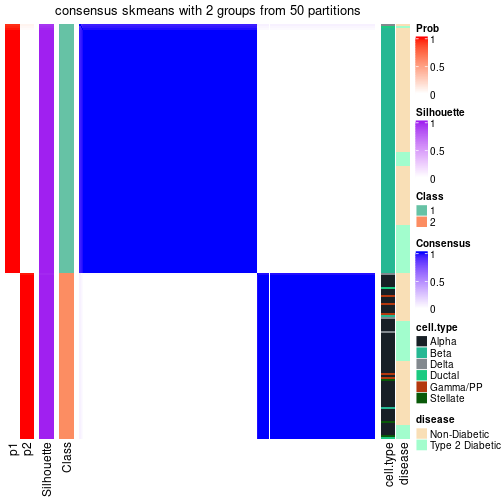 consensus skmeans with 2 groups from 50 partitions
Prob
1
0.5
0
Silhouette
1
0.5
0
Class
1
2
Consensus
1
0.5
0
cell.type
Alpha
Beta
Delta
Ductal
Gamma/PP
Stellate
disease
Non-Diabetic
Type 2 Diabetic
p1
p2
Silhouette
Class
cell.type
disease